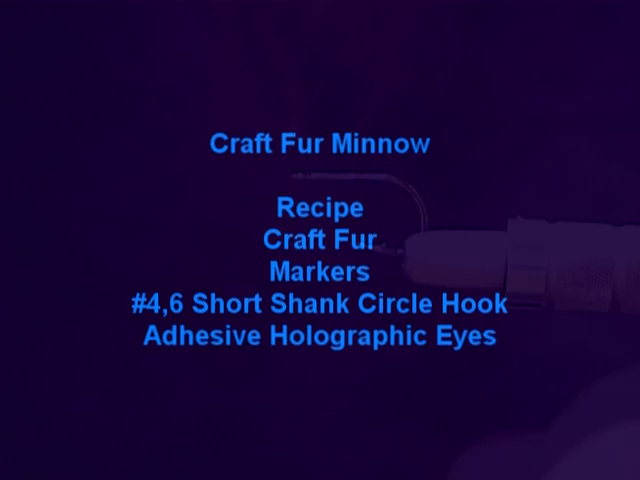 Craft Fur Minnow
Recipe
Craft Fur
Markers
#4,6 Short Shank Circle Hook
Adhesive Holographic Eyes